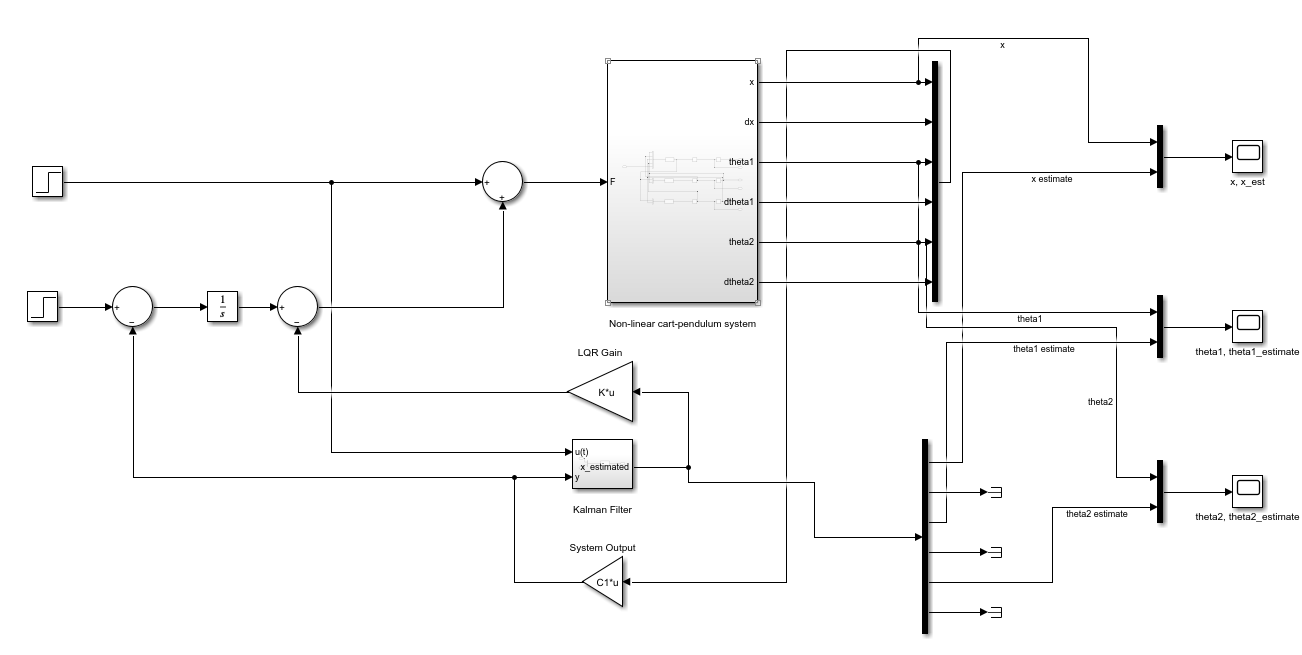 x
x
dx
theta1
dtheta1
theta2
dtheta2
F
+
+
x estimate
x, x_est
+
−
1
s
+
−
Non-linear cart-pendulum system
theta1
theta1 estimate
theta1, theta1_estimate
LQR Gain
K*u
theta2
u(t)
x_estimated
y
Kalman Filter
theta2 estimate
theta2, theta2_estimate
System Output
C1*u